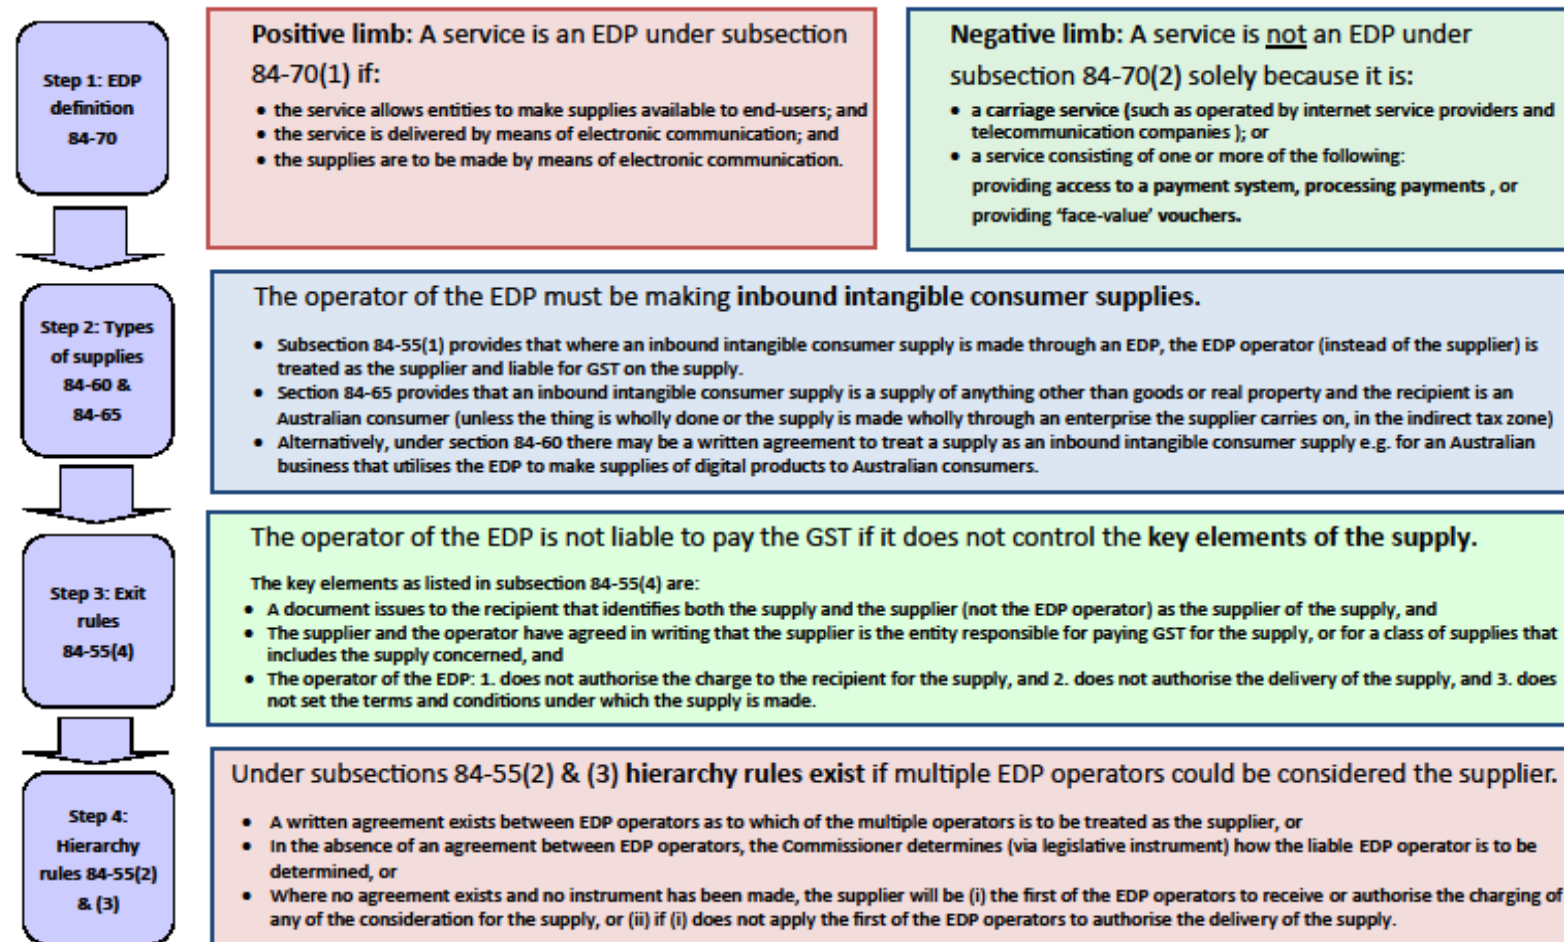 Step 1: EDP
definition
84-70
Positive limb: A service is an EDP under subsection
84-70(1) if:
• the service allows entities to make supplies available to end-users; and
• the service is delivered by means of electronic communication; and
• the supplies are to be made by means of electronic communication.
Negative limb: A service is not an EDP under
subsection 84-70(2) solely because it is:
• a carriage service (such as operated by internet service providers and
telecommunication companies ); or
• a service consisting of one or more of the following:
providing access to a payment system, processing payments , or
providing ‘face-value’ vouchers.
Step 2: Types
of supplies
84-60 &
84-65
The operator of the EDP must be making inbound intangible consumer supplies.
• Subsection 84-55(1) provides that where an inbound intangible consumer supply is made through an EDP, the EDP operator (instead of the supplier) is
treated as the supplier and liable for GST on the supply.
• Section 84-65 provides that an inbound intangible consumer supply is a supply of anything other than goods or real property and the recipient is an
Australian consumer (unless the thing is wholly done or the supply is made wholly through an enterprise the supplier carries on, in the indirect tax zone)
• Alternatively, under section 84-60 there may be a written agreement to treat a supply as an inbound intangible consumer supply e.g. for an Australian
business that utilises the EDP to make supplies of digital products to Australian consumers.
Step 3: Exit
rules
84-55(4)
The operator of the EDP is not liable to pay the GST if it does not control the key elements of the supply.
The key elements as listed in subsection 84-55(4) are:
• A document issues to the recipient that identifies both the supply and the supplier (not the EDP operator) as the supplier of the supply, and
• The supplier and the operator have agreed in writing that the supplier is the entity responsible for paying GST for the supply, or for a class of supplies that
includes the supply concerned, and
• The operator of the EDP: 1. does not authorise the charge to the recipient for the supply, and 2. does not authorise the delivery of the supply, and 3. does
not set the terms and conditions under which the supply is made.
Step 4:
Hierarchy
rules 84-55(2)
& (3)
Under subsections 84-55(2) & (3) hierarchy rules exist if multiple EDP operators could be considered the supplier.
• A written agreement exists between EDP operators as to which of the multiple operators is to be treated as the supplier, or
• In the absence of an agreement between EDP operators, the Commissioner determines (via legislative instrument) how the liable EDP operator is to be
determined, or
• Where no agreement exists and no instrument has been made, the supplier will be (i) the first of the EDP operators to receive or authorise the charging of
any of the consideration for the supply, or (ii) if (i) does not apply the first of the EDP operators to authorise the delivery of the supply.